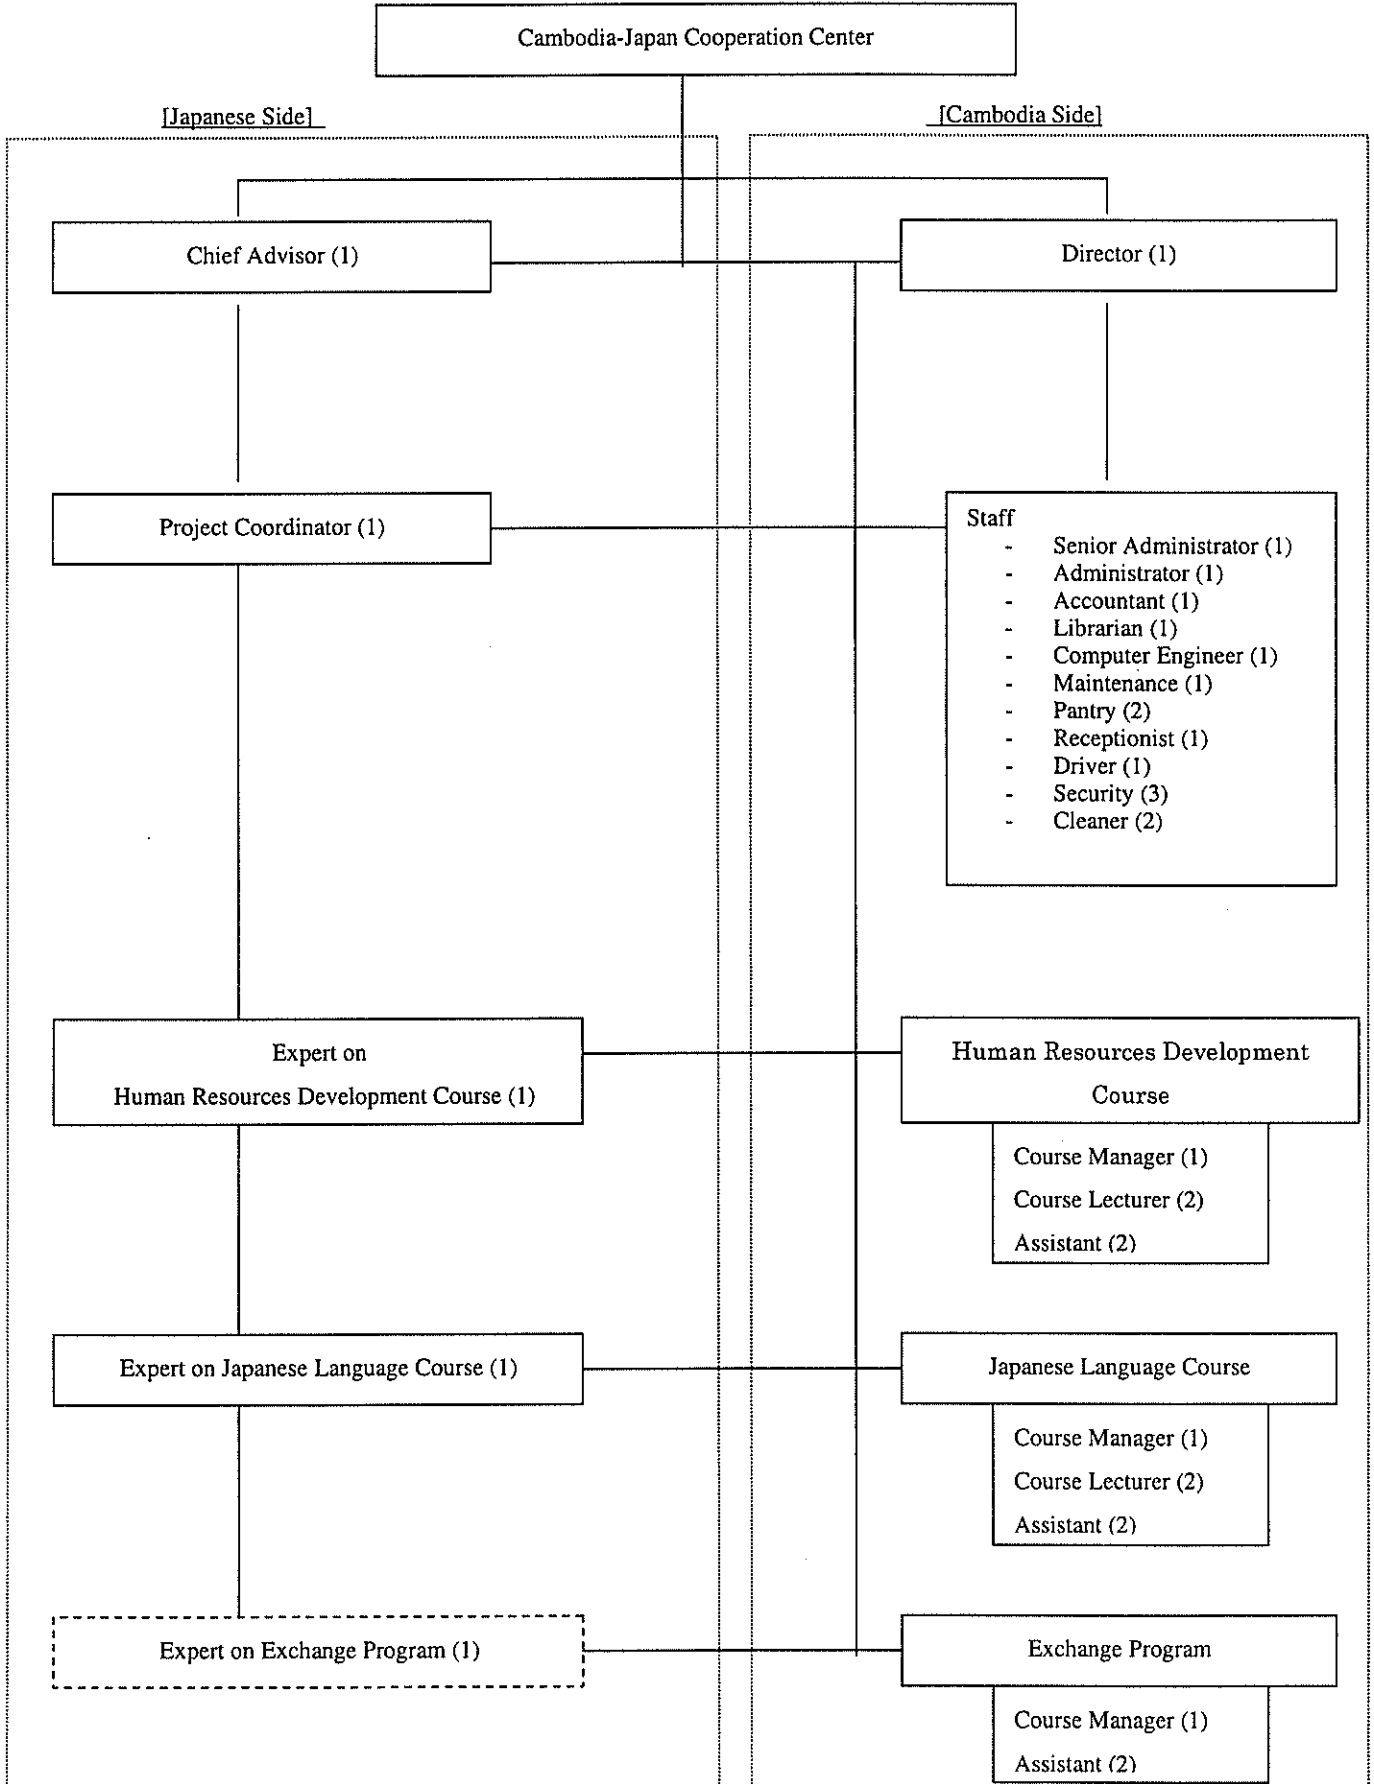 Cambodia-Japan Cooperation Center
[Japanese Side]
[Cambodia Side]
Chief Advisor (1)
Director (1)
Project Coordinator (1)
Staff
- Senior Administrator (1)
- Administrator (1)
- Accountant (1)
- Librarian (1)
- Computer Engineer (1)
- Maintenance (1)
- Pantry (2)
- Receptionist (1)
- Driver (1)
- Security (3)
- Cleaner (2)
Expert on
Human Resources Development Course (1)
Human Resources Development
Course
Course Manager (1)
Course Lecturer (2)
Assistant (2)
Expert on Japanese Language Course (1)
Japanese Language Course
Course Manager (1)
Course Lecturer (2)
Assistant (2)
Expert on Exchange Program (1)
Exchange Program
Course Manager (1)
Assistant (2)